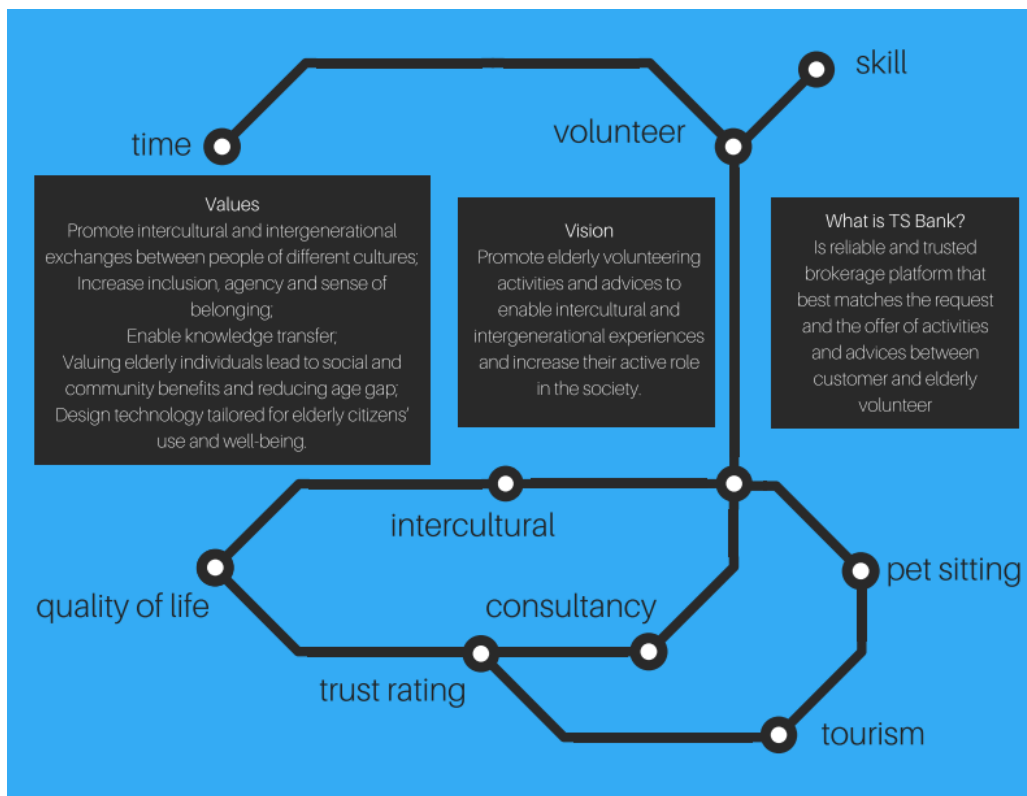 skill
time
volunteer
Values
Promote intercultural and intergenerational
exchanges between people of different cultures;
Increase inclusion, agency and sense of
belonging;
Enable knowledge transfer;
Valuing elderly individuals lead to social and
community benefits and reducing age gap;
Design technology tailored for elderly citizens'
use and well-being.
Vision
Promote elderly volunteering
activities and advices to
enable intercultural and
intergenerational experiences
and increase their active role
in the society.
What is TS Bank?
Is reliable and trusted
brokerage platform that
best matches the request
and the offer of activities
and advices between
customer and elderly
volunteer
intercultural
pet sitting
quality of life
consultancy
trust rating
tourism